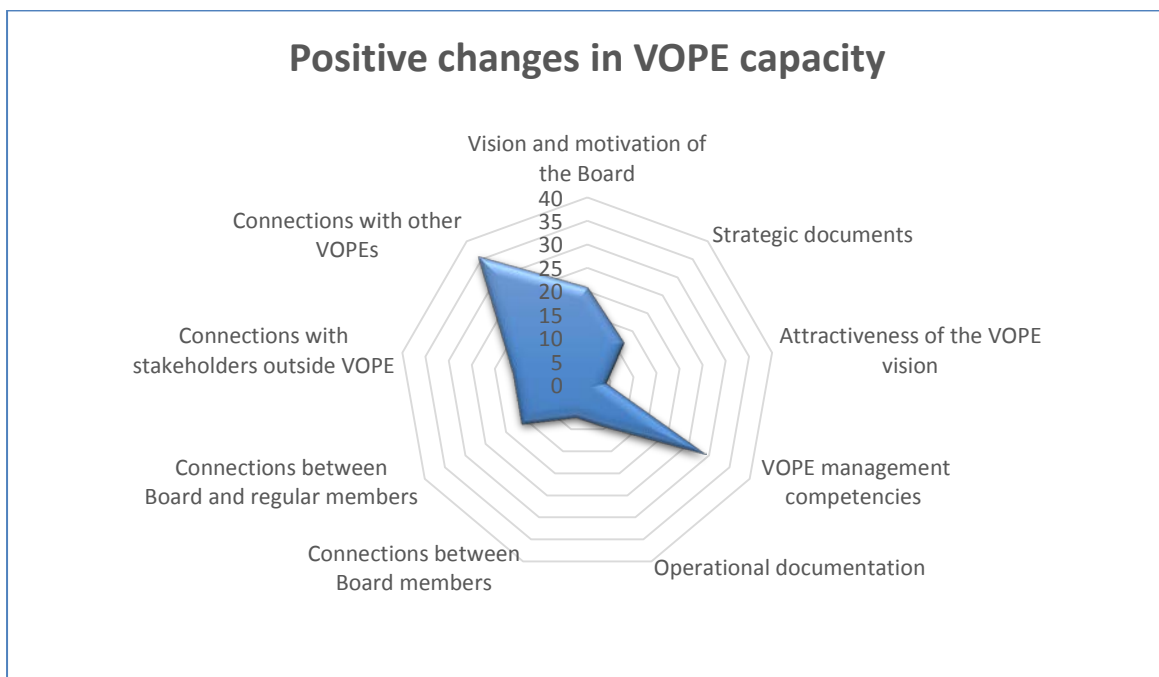 Positive changes in VOPE capacity
Vision and motivation of
the Board
40
35
30
25
20
15
10
5
0
Strategic documents
Attractiveness of the VOPE
vision
VOPE management
competencies
Operational documentation
Connections between
Board members
Connections between
Board and regular members
Connections with
stakeholders outside VOPE
Connections with other
VOPEs